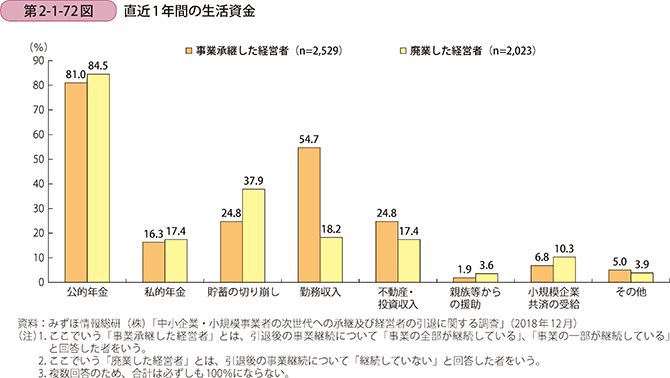 第2-1-72図 直近1年間の生活資金
(%)
事業承継した経営者(n=2,529) 廃業した経営者(n=2,023)
90
80
70
60
50
40
30
20
10
0
81.0 84.5
16.3 17.4
24.8 37.9
54.7 18.2
24.8 17.4
1.9 3.6
6.8 10.3
5.0 3.9
公的年金 私的年金 貯蓄の切り崩し 勤務収入 不動産・投資収入 親族等からの援助 小規模企業共済の受給 その他
資料:みずほ情報総研(株)「中小企業・小規模事業者の次世代への承継及び経営者の引退に関する調査」(2018年12月)
(注)1. ここでいう「事業承継した経営者」とは、引退後の事業継続について「事業の全部が継続している」、「事業の一部が継続している」
と回答した者をいう。
2. ここでいう「廃業した経営者」とは、引退後の事業継続について「継続していない」と回答した者をいう。
3. 複数回答のため、合計は必ずしも100%にならない。